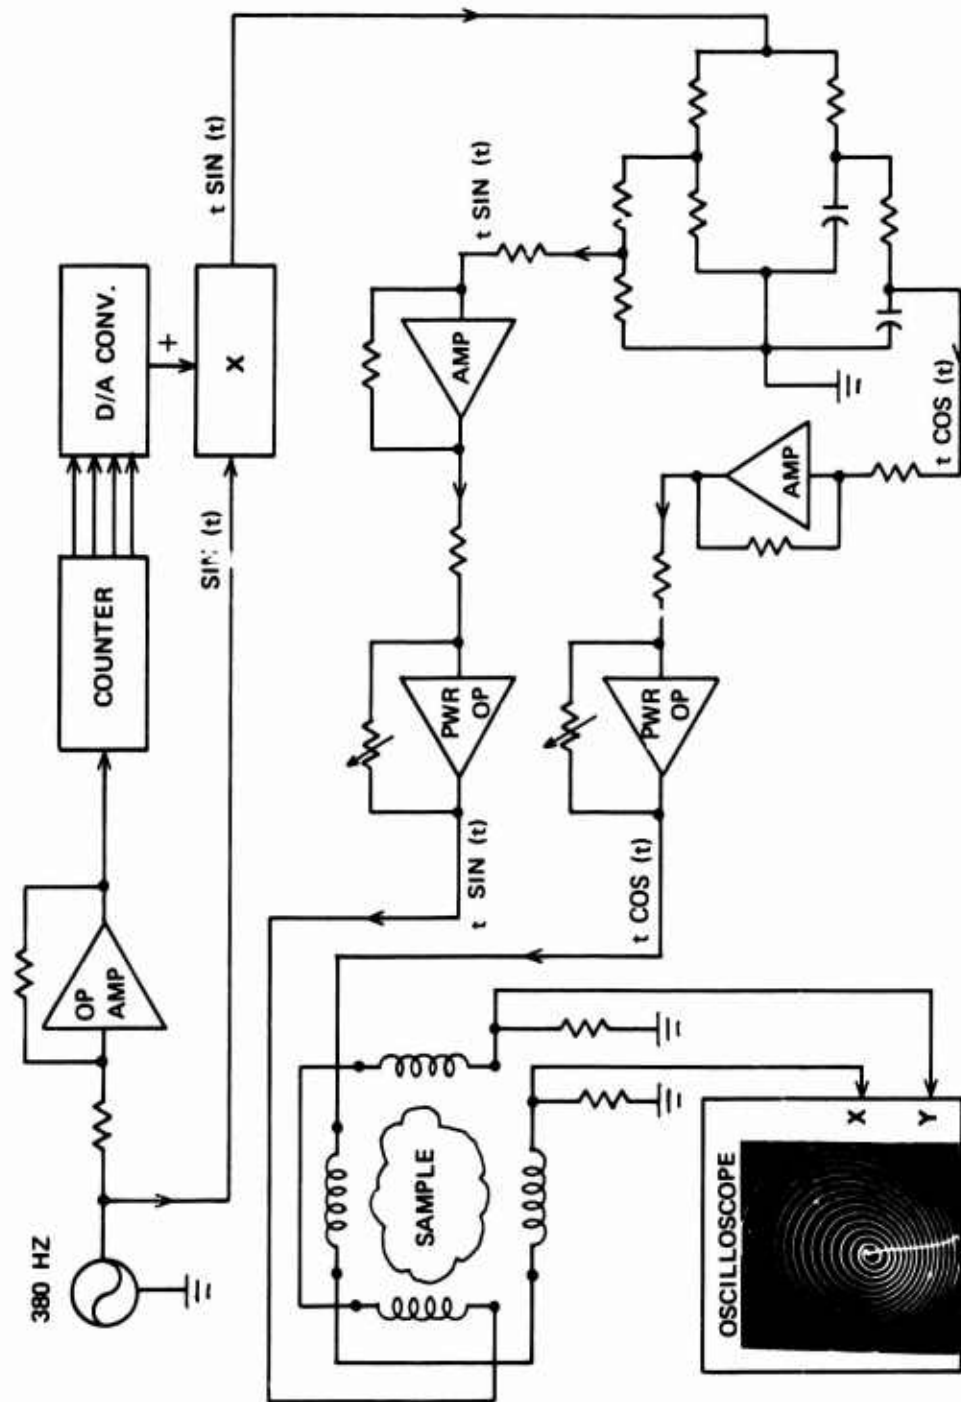 380 HZ
OP AMP
COUNTER
D/A CONV.
+
X
SIN (t)
t SIN (t)
t SIN (t)
AMP
PWR OP
t SIN (t)
t COS (t)
AMP
PWR OP
t COS (t)
SAMPLE
OSCILLOSCOPE
X
Y